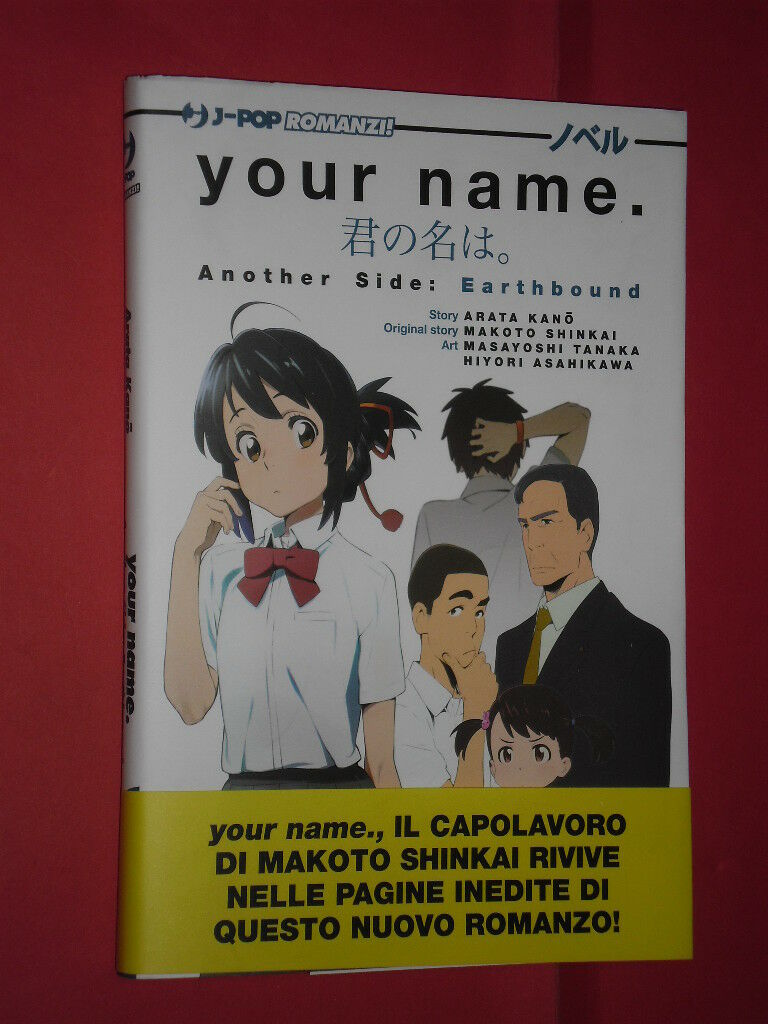 J-POP ROMANZI!
ノベル
your name.
君の名は。
Another Side: Earthbound
Story ARATA KANŌ
Original story MAKOTO SHINKAI
Art MASAYOSHI TANAKA
HIYORI ASAHIKAWA
your name., IL CAPOLAVORO
DI MAKOTO SHINKAI RIVIVE
NELLE PAGINE INEDITE DI
QUESTO NUOVO ROMANZO!
Arata Kanō
your name.